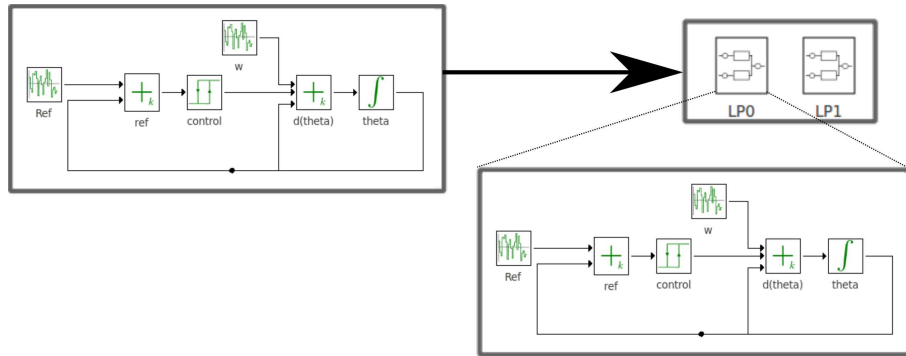 w
Ref
k
ref
control
k
d(theta)
theta
LP0
LP1
w
Ref
k
ref
control
k
d(theta)
theta